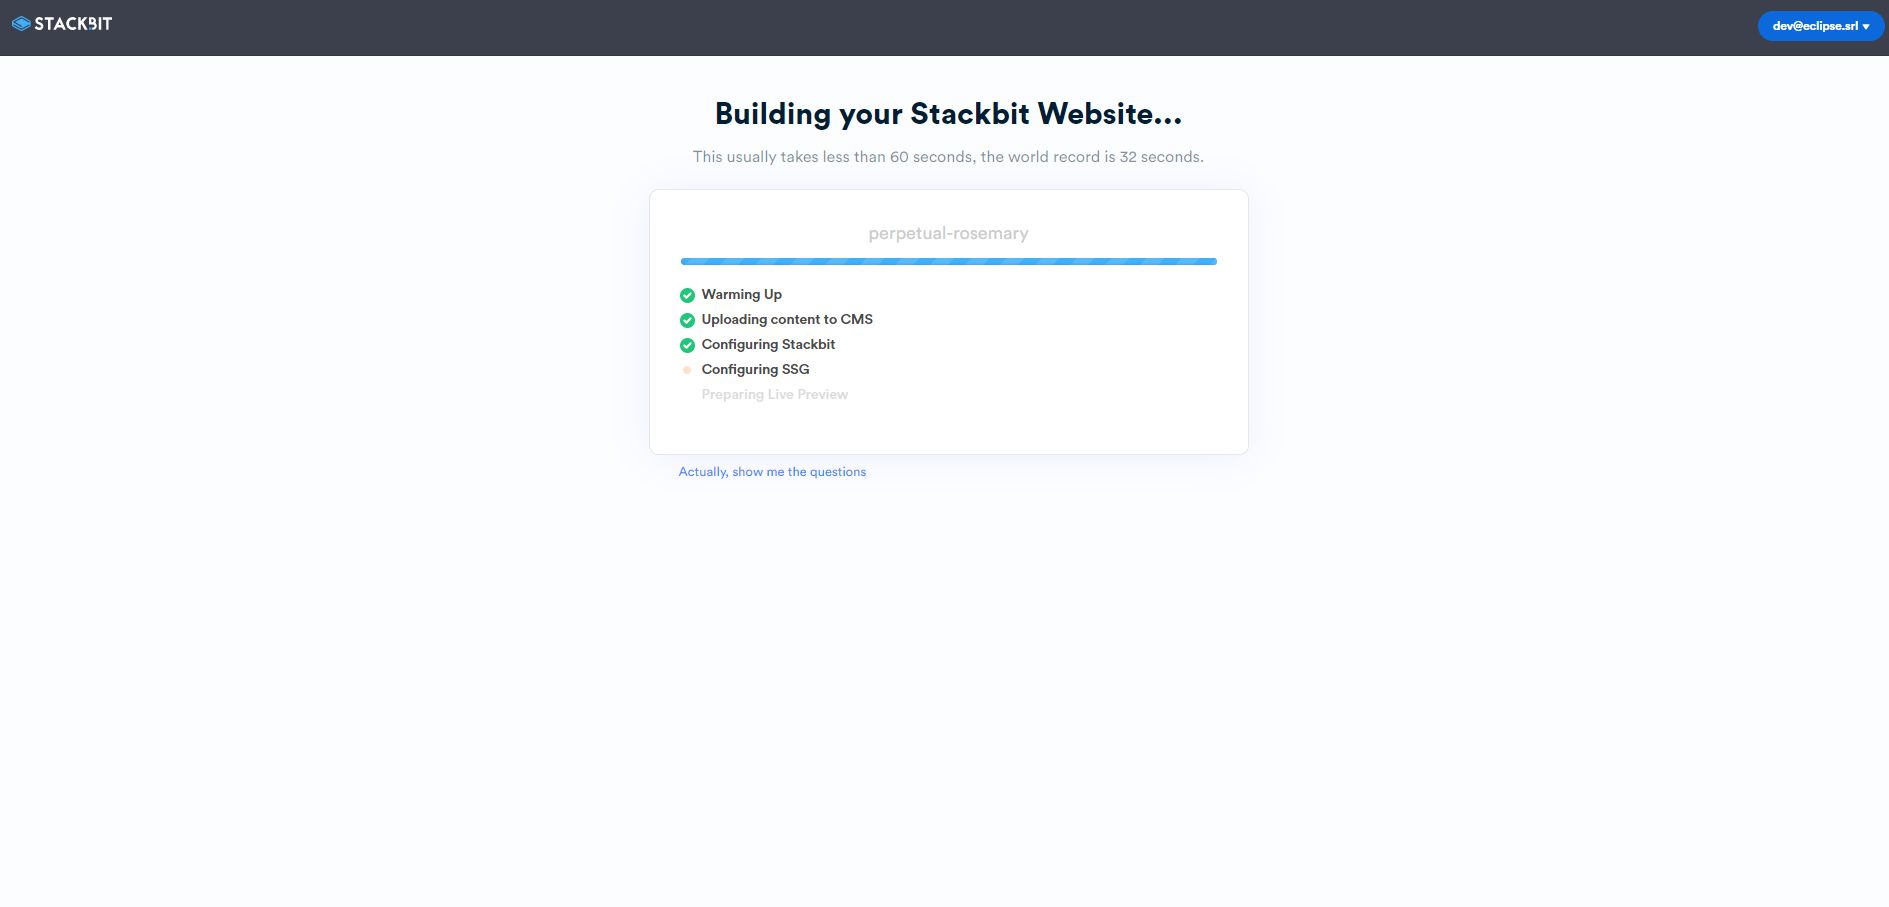 STACKBIT
dev@eclipse.srl
Building your Stackbit Website...
This usually takes less than 60 seconds, the world record is 32 seconds.
perpetual-rosemary
Warming Up
Uploading content to CMS
Configuring Stackbit
Configuring SSG
Preparing Live Preview
Actually, show me the questions